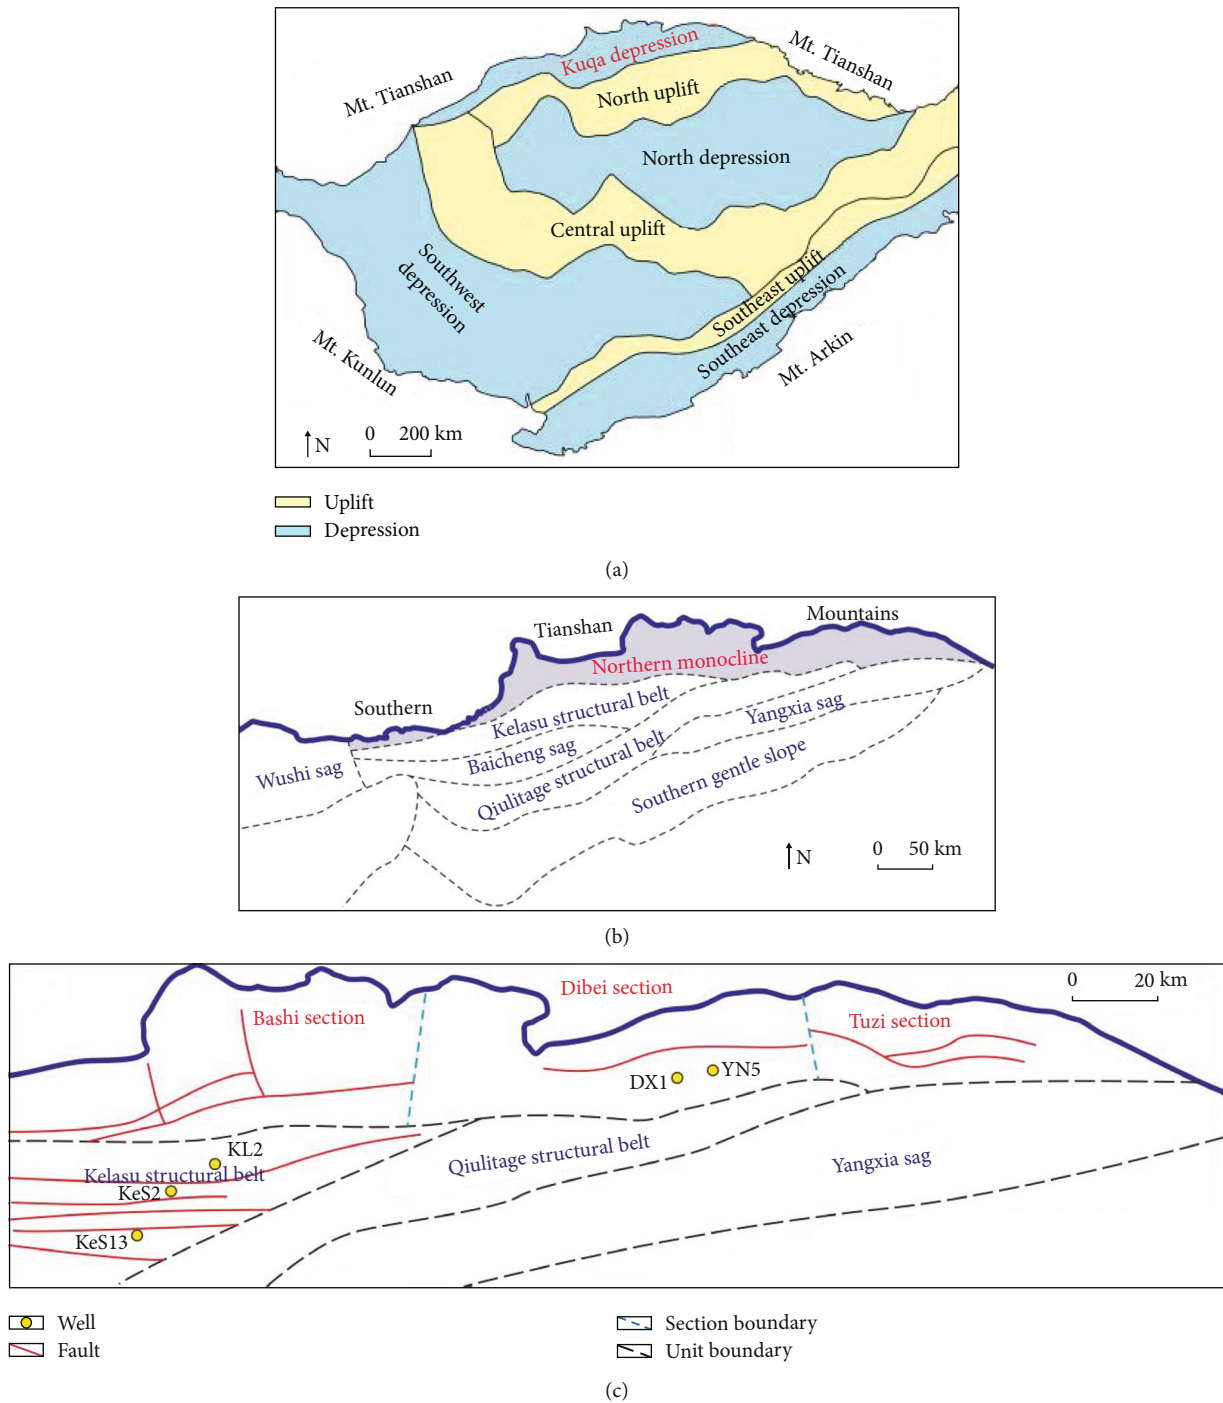 Kuqa depression
Mt. Tianshan
Mt. Tianshan
North uplift
North depression
Central uplift
Southwest
depression
Southeast uplift
Southeast depression
Mt. Kunlun
Mt. Arkin
N
0 200 km
Uplift
Depression
(a)
Mountains
Tianshan
Northern monocline
Southern
Kelasu structural belt
Yangxia sag
Baicheng sag
Wushi sag
Qiulitage structural belt
Southern gentle slope
N
0 50 km
(b)
0 20 km
Dibei section
Bashi section
Tuzi section
DX1
YN5
KL2
Kelasu structural belt
Qiulitage structural belt
Yangxia sag
KeS2
KeS13
Well
Fault
Section boundary
Unit boundary
(c)